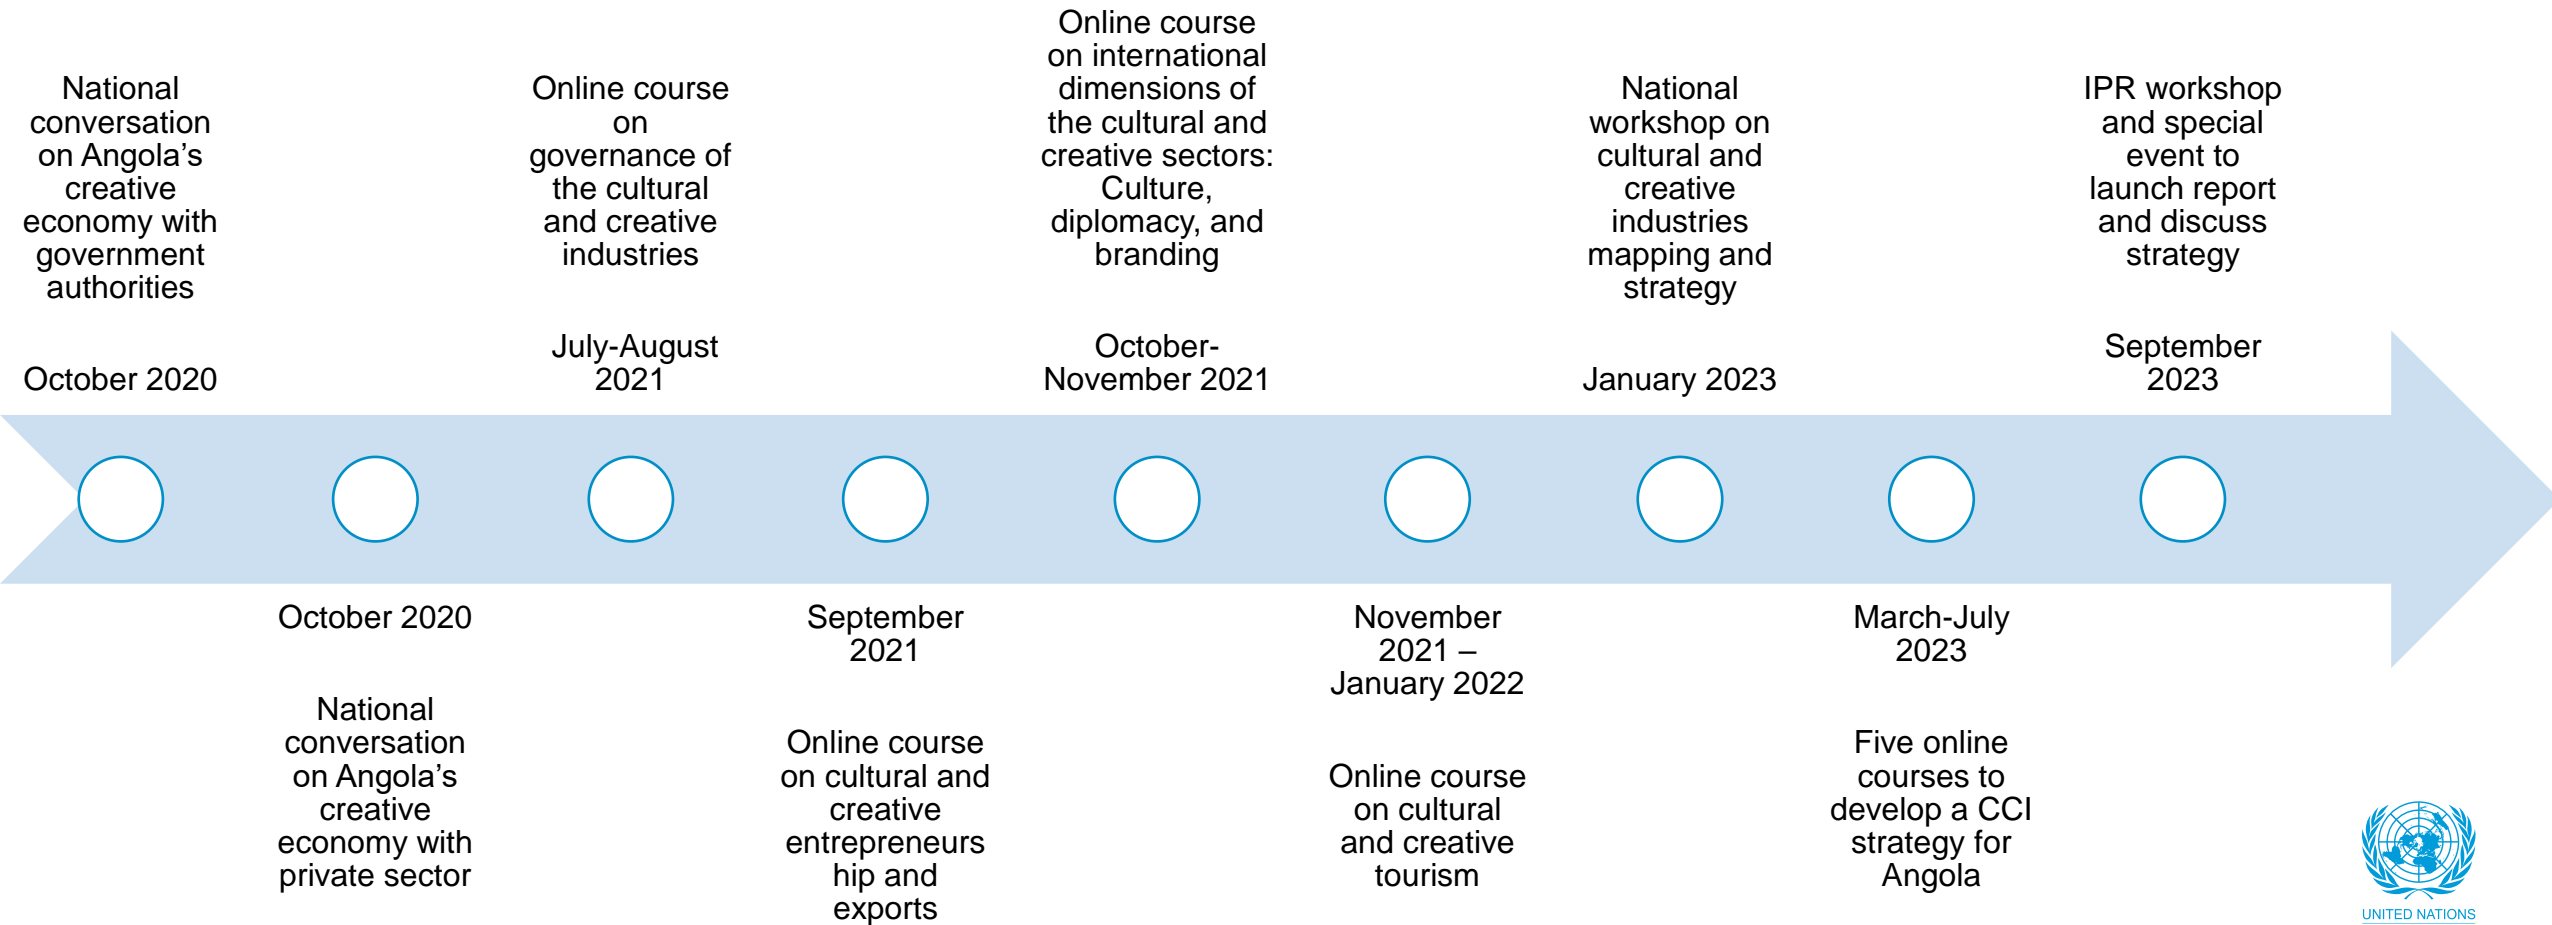 National
conversation
on Angola's
creative
economy with
government
authorities
October 2020
October 2020
National
conversation
on Angola's
creative
economy with
private sector
Online course
on
governance of
the cultural
and creative
industries
July-August
2021
September
2021
Online course
on cultural and
creative
entrepreneurs
hip and
exports
Online course
on international
dimensions of
the cultural and
creative sectors:
Culture,
diplomacy, and
branding
October-
November 2021
November
2021 –
January 2022
Online course
on cultural
and creative
tourism
National
workshop on
cultural and
creative
industries
mapping and
strategy
January 2023
March-July
2023
Five online
courses to
develop a CCI
strategy for
Angola
IPR workshop
and special
event to
launch report
and discuss
strategy
September
2023
UNITED NATIONS